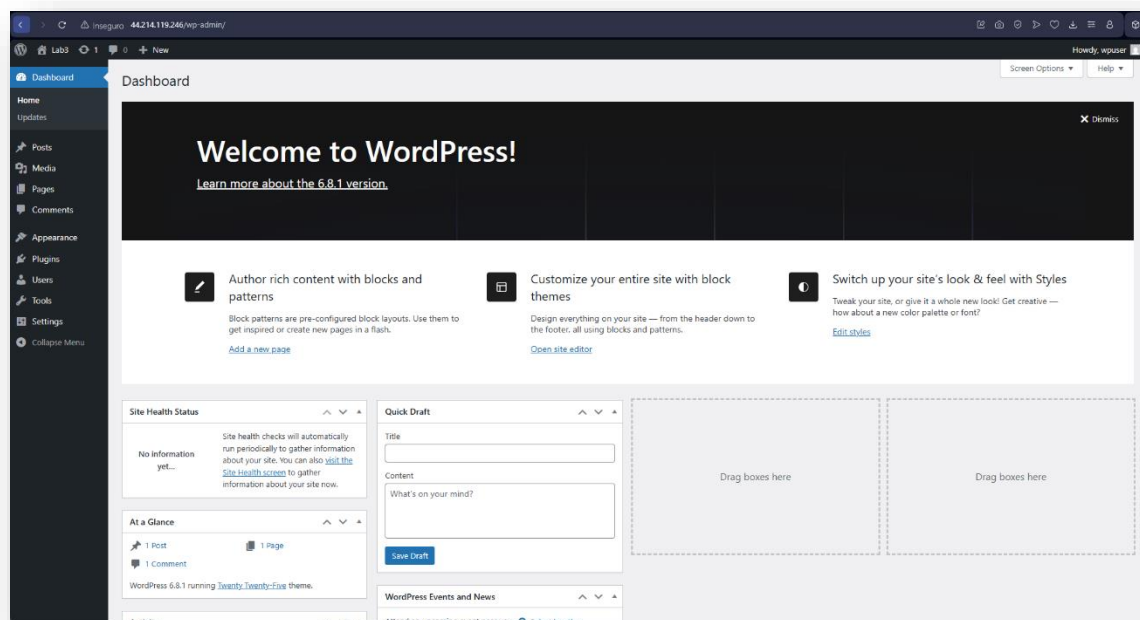 Inseguro 44.214.119.246/wp-admin/
Lab3 1 0 + New Howdy, wpuser
Dashboard
Home
Updates
Posts
Media
Pages
Comments
Appearance
Plugins
Users
Tools
Settings
Collapse Menu
Screen Options Help
Dashboard
Dismiss
Welcome to WordPress!
Learn more about the 6.8.1 version.
Author rich content with blocks and
patterns
Block patterns are pre-configured block layouts. Use them to
get inspired or create new pages in a flash.
Add a new page
Customize your entire site with block
themes
Design everything on your site — from the header down to
the footer, all using blocks and patterns.
Open site editor
Switch up your site's look & feel with Styles
Tweak your site, or give it a whole new look! Get creative —
how about a new color palette or font?
Edit styles
Site Health Status
No information
yet...
Site health checks will automatically
run periodically to gather information
about your site. You can also visit the
Site Health screen to gather
information about your site now.
At a Glance
1 Post 1 Page
1 Comment
WordPress 6.8.1 running Twenty Twenty-Five theme.
Quick Draft
Title
Content
What's on your mind?
Save Draft
WordPress Events and News
Drag boxes here
Drag boxes here